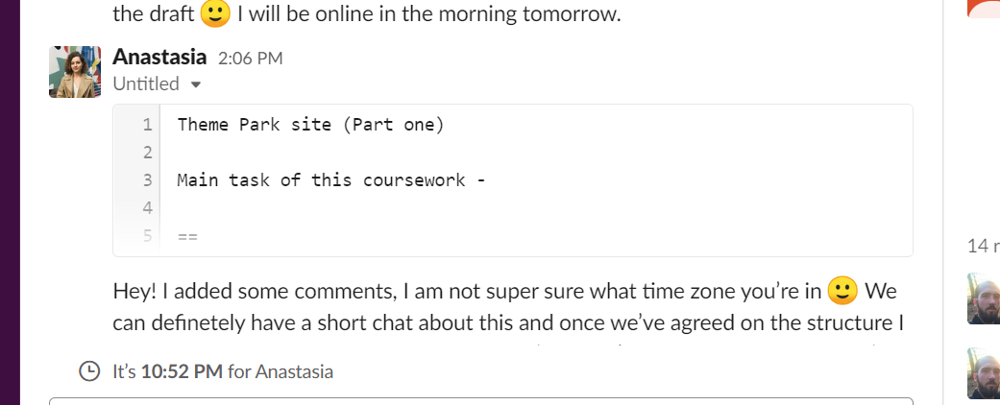 the draft 🙂 I will be online in the morning tomorrow.
Anastasia 2:06 PM
Untitled
1 Theme Park site (Part one)
2
3 Main task of this coursework -
4
5 ==
Hey! I added some comments, I am not super sure what time zone you’re in 🙂 We
can definetely have a short chat about this and once we’ve agreed on the structure I
It’s 10:52 PM for Anastasia
14